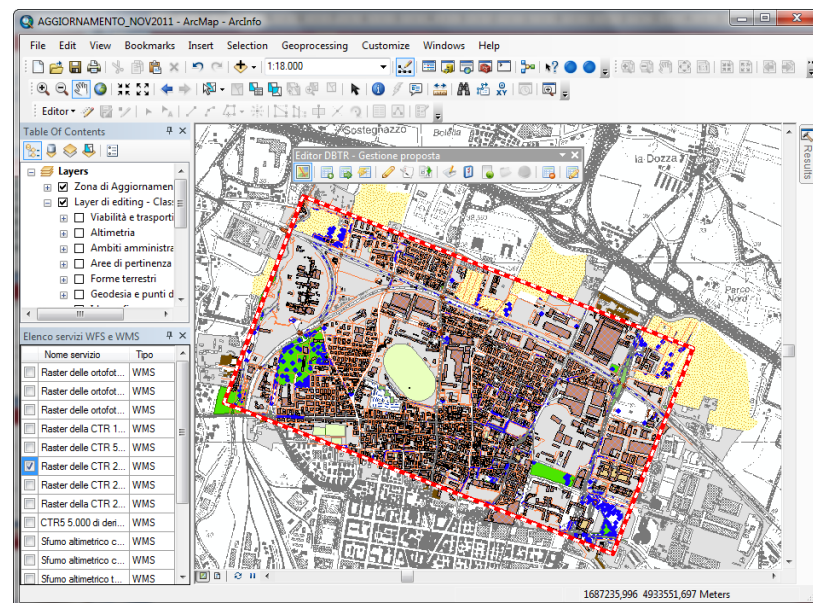 AGGIORNAMENTO_NOV2011 - ArcMap - ArcInfo
File Edit View Bookmarks Insert Selection Geoprocessing Customize Windows Help
1:18.000
Editor
Table Of Contents
Layers
Zona di Aggiornamen
Layer di editing - Clas
Viabilità e trasporti
Altimetria
Ambiti amministra
Aree di pertinenza
Forme terrestri
Geodesia e punti d
Elenco servizi WFS e WMS
Nome servizio Tipo
Raster delle ortofot... WMS
Raster delle ortofot... WMS
Raster delle ortofot... WMS
Raster della CTR 1... WMS
Raster delle CTR 5... WMS
Raster delle CTR 2... WMS
Raster delle CTR 2... WMS
Raster della CTR 2... WMS
CTR5 5.000 di deri... WMS
Sfumo altimetrico c... WMS
Sfumo altimetrico c... WMS
Sfumo altimetrico t... WMS
Sostegnazzo
la Dozza
Editor DBTR - Gestione proposta
Parco
Nord
Results
1687235,996 4933551,697 Meters